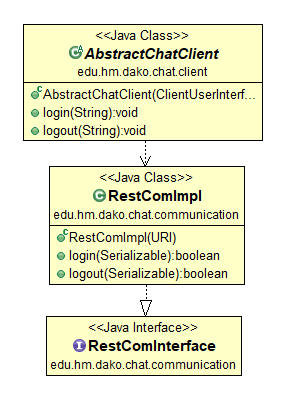 <<Java Class>>
AbstractChatClient
edu.hm.dako.chat.client
AbstractChatClient(ClientUserInterf...
login(String):void
logout(String):void
<<Java Class>>
RestComImpl
edu.hm.dako.chat.communication
RestComImpl(URI)
login(Serializable):boolean
logout(Serializable):boolean
<<Java Interface>>
RestComInterface
edu.hm.dako.chat.communication